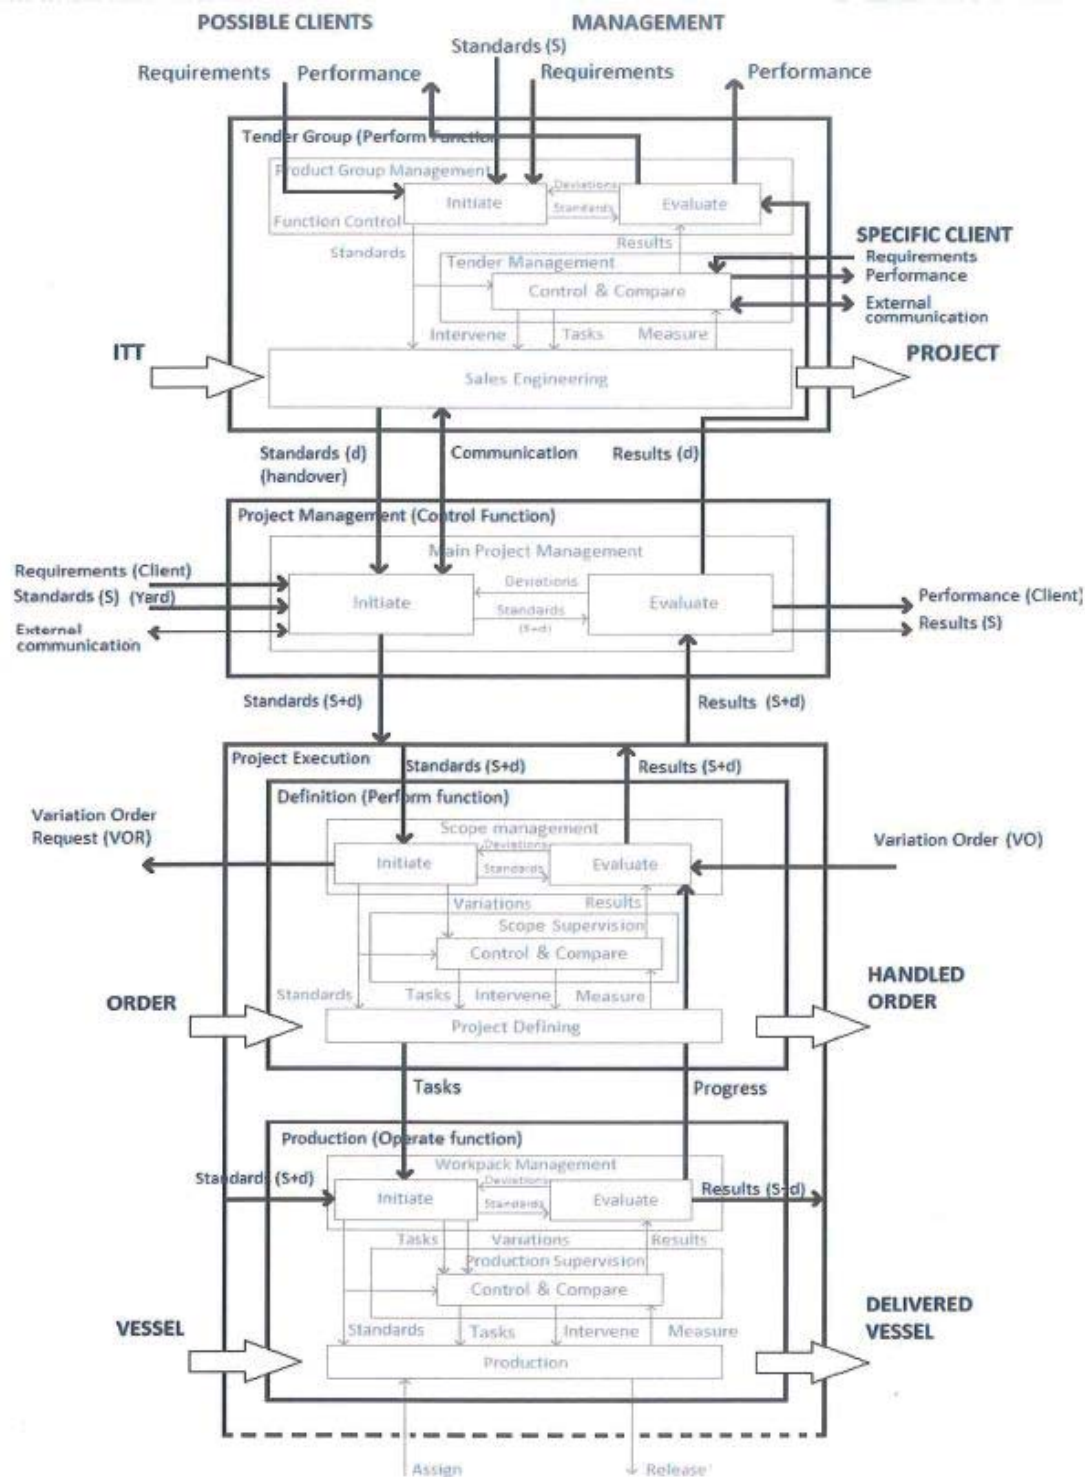 POSSIBLE CLIENTS
MANAGEMENT
Standards (S)
Requirements
Performance
Requirements
Performance
Tender Group (Perform Function
Product Group Management
Initiate
Deviations
Standards
Evaluate
Function Control
Standards
Results
SPECIFIC CLIENT
Requirements
Performance
External
communication
Tender Management
Control & Compare
Intervene
Tasks
Measure
ITT
PROJECT
Sales Engineering
Standards (d)
(handover)
Communication
Results (d)
Project Management (Control Function)
Main Project Management
Requirements (Client)
Standards (S) (Yard)
External
communication
Initiate
Deviations
Standards
(S+d)
Evaluate
Performance (Client)
Results (S)
Standards (S+d)
Results (S+d)
Project Execution
Standards (S+d)
Results (S+d)
Definition (Perform function)
Variation Order
Request (VOR)
Scope management
Initiate
Deviations
Standards
Evaluate
Variation Order (VO)
Variations
Results
Scope Supervision
Control & Compare
Standards
Tasks
Intervene
Measure
ORDER
HANDLED
ORDER
Project Defining
Tasks
Progress
Production (Operate function)
Workpack Management
Standards (S+d)
Initiate
Deviations
Standards
Evaluate
Results (S+d)
Tasks
Variations
Results
Production Supervision
Control & Compare
Standards
Tasks
Intervene
Measure
VESSEL
DELIVERED
VESSEL
Production
Assign
Release